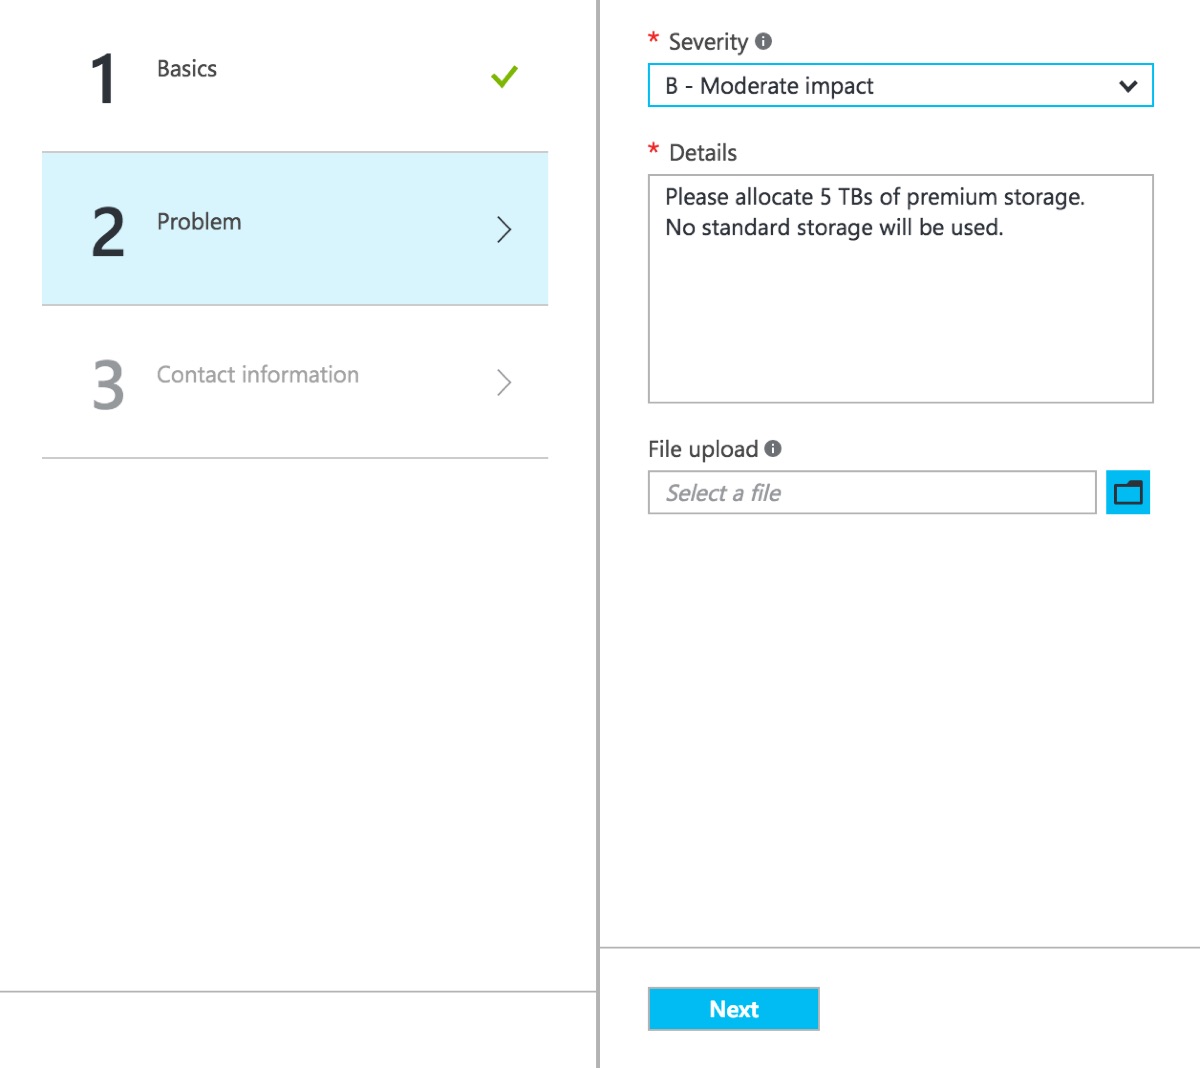 1 Basics
2 Problem
3 Contact information
* Severity
B - Moderate impact
* Details
Please allocate 5 TBs of premium storage.
No standard storage will be used.
File upload
Select a file
Next